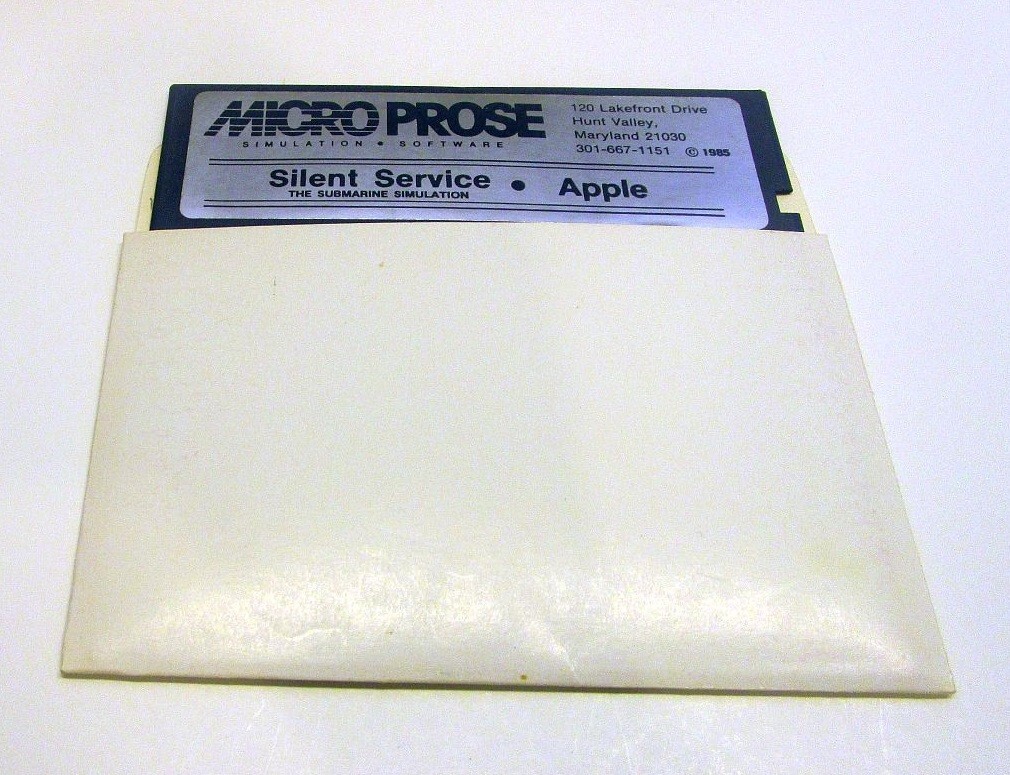 MICRO PROSE
SIMULATION • SOFTWARE
120 Lakefront Drive
Hunt Valley,
Maryland 21030
301-667-1151 © 1985
Silent Service • Apple
THE SUBMARINE SIMULATION